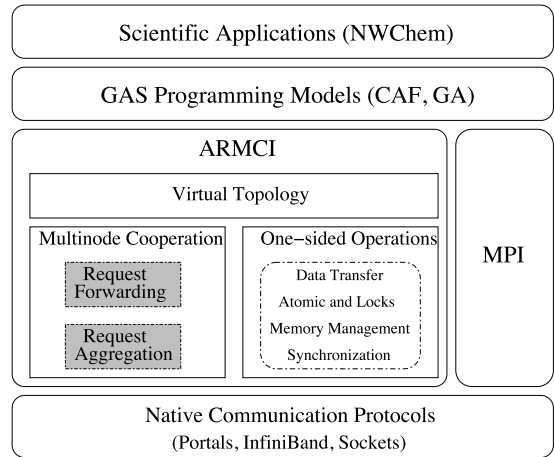 Scientific Applications (NWChem)
GAS Programming Models (CAF, GA)
ARMCI
Virtual Topology
Multinode Cooperation
Request
Forwarding
Request
Aggregation
One−sided Operations
Data Transfer
Atomic and Locks
Memory Management
Synchronization
MPI
Native Communication Protocols
(Portals, InfiniBand, Sockets)